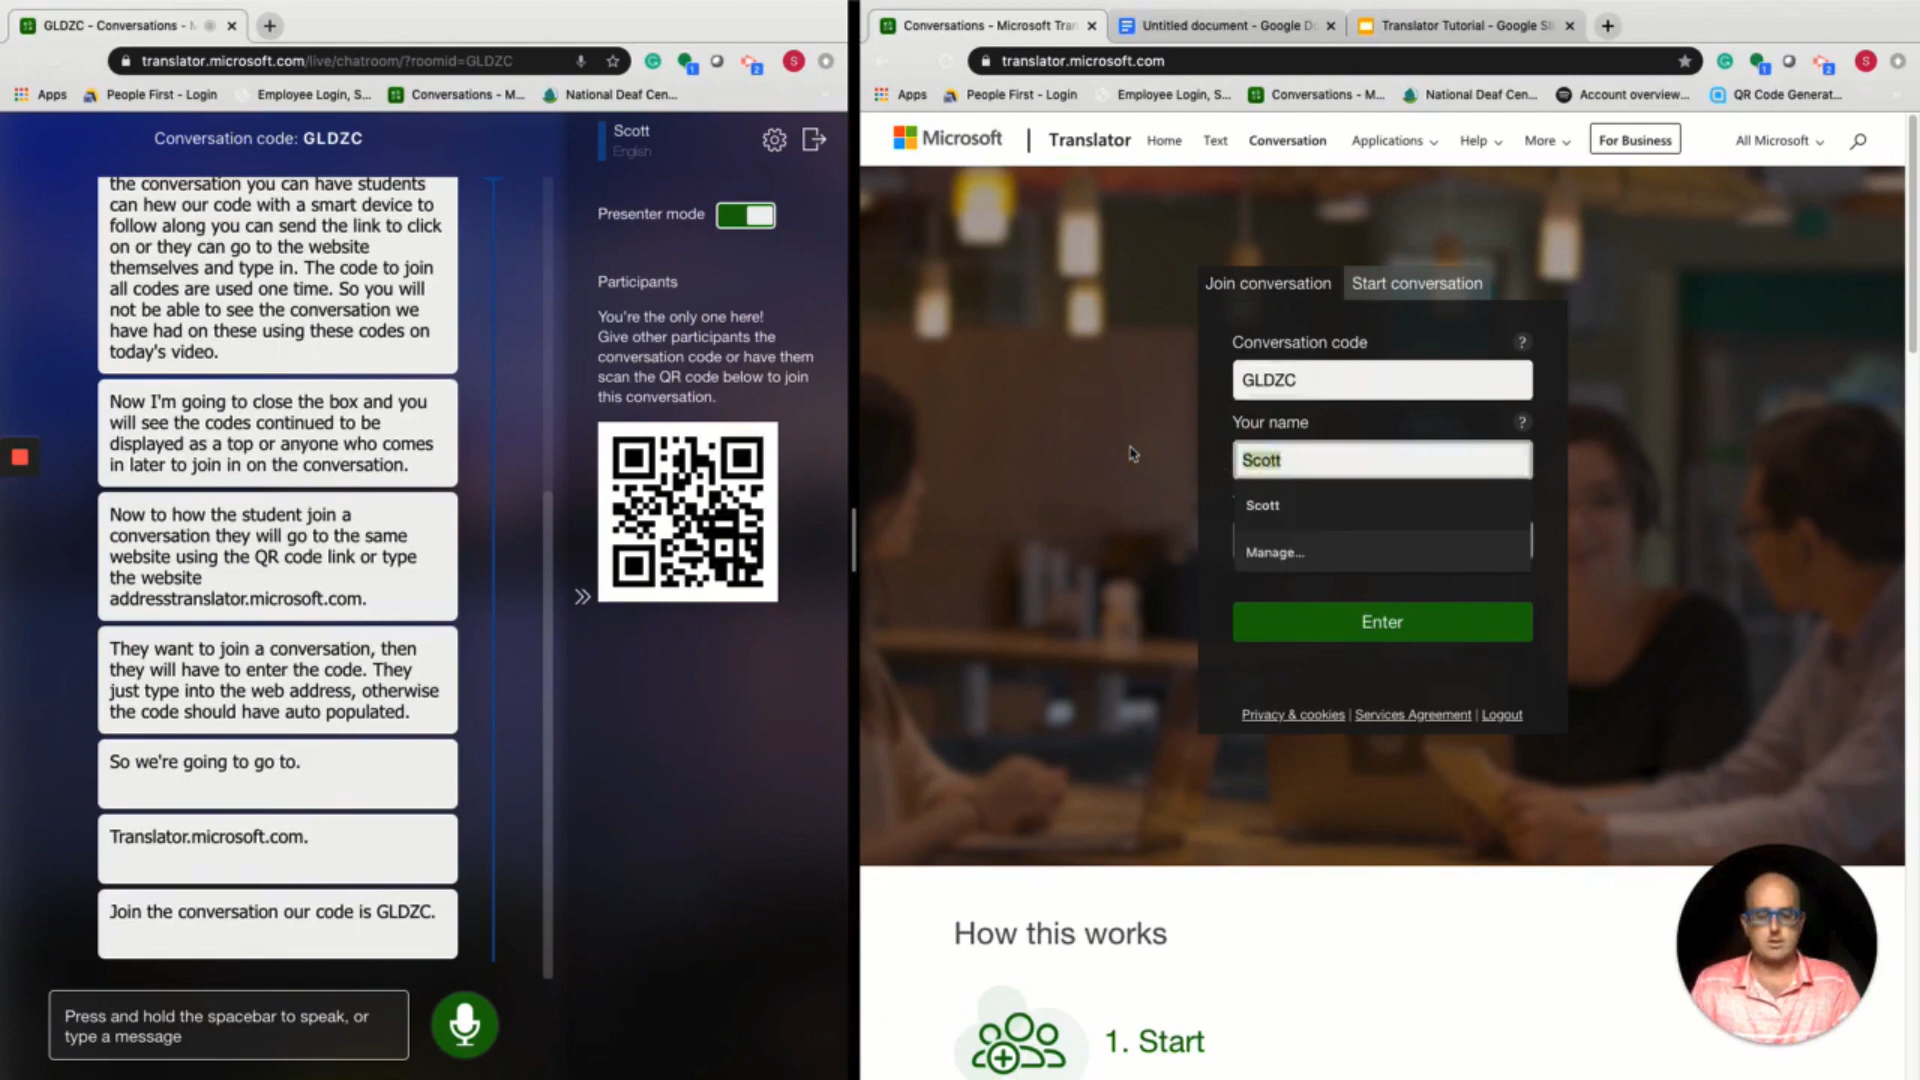 GLDZC - Conversations -
translator.microsoft.com/live/chatroom/?roomid=GLDZC
Apps
People First - Login
Employee Login, S...
Conversations - M...
National Deaf Cen...
Conversation code: GLDZC
the conversation you can have students
can hew our code with a smart device to
follow along you can send the link to click
on or they can go to the website
themselves and type in. The code to join
all codes are used one time. So you will
not be able to see the conversation we
have had on these using these codes on
today's video.
Now I'm going to close the box and you
will see the codes continued to be
displayed as a top or anyone who comes
in later to join in on the conversation.
Now to how the student join a
conversation they will go to the same
website using the QR code link or type
the website
addresstranslator.microsoft.com.
They want to join a conversation, then
they will have to enter the code. They
just type into the web address, otherwise
the code should have auto populated.
So we're going to go to.
Translator.microsoft.com.
Join the conversation our code is GLDZC.
Press and hold the spacebar to speak, or
type a message
Scott
English
Presenter mode
Participants
You're the only one here!
Give other participants the
conversation code or have them
scan the QR code below to join
this conversation.
Conversations - Microsoft Tran
Untitled document - Google D
Translator Tutorial - Google Sl
translator.microsoft.com
Apps
People First - Login
Employee Login, S...
Conversations - M...
National Deaf Cen...
Account overview...
QR Code Generat...
Microsoft | Translator
Home
Text
Conversation
Applications
Help
More
For Business
All Microsoft
Join conversation
Start conversation
Conversation code
?
GLDZC
Your name
?
Scott
Scott
Manage...
Enter
Privacy & cookies | Services Agreement | Logout
How this works
1. Start